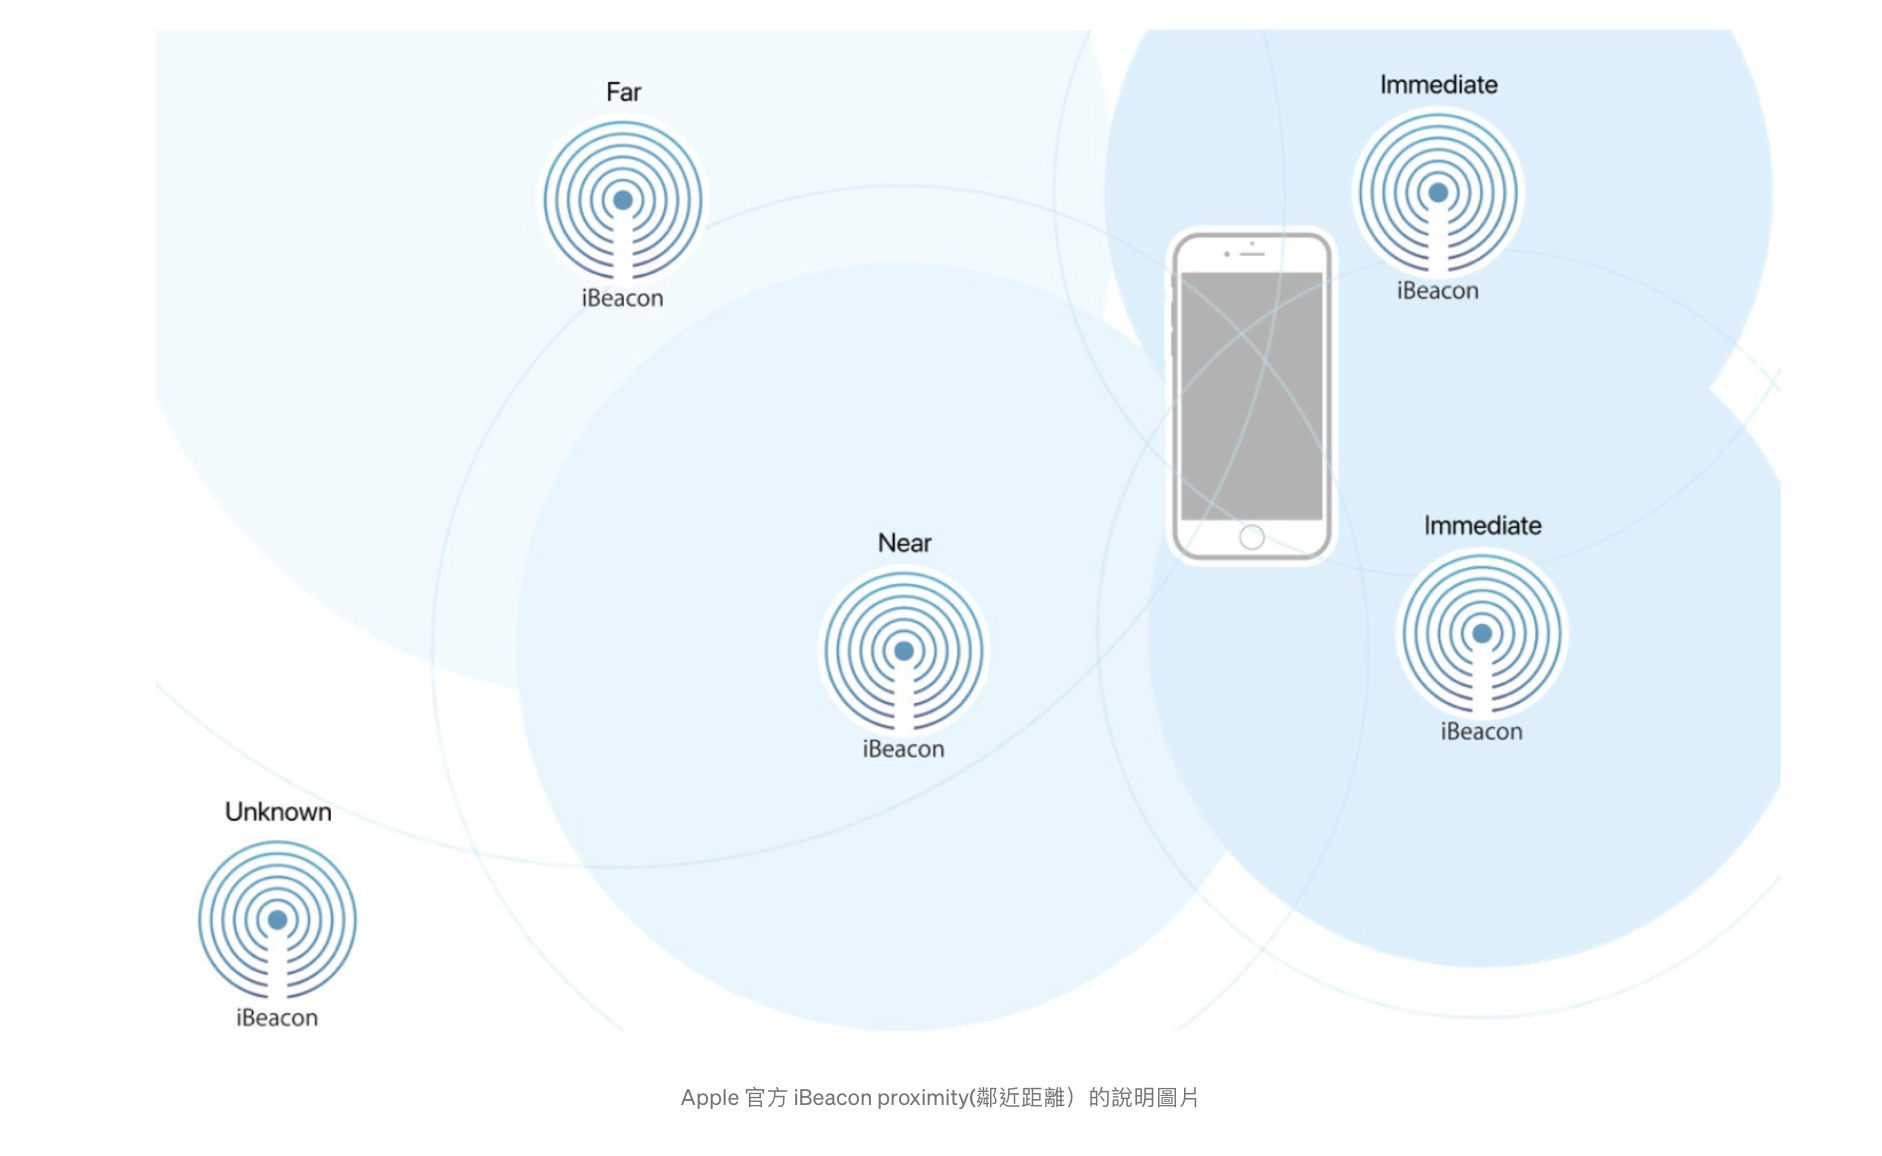 Far
iBeacon
Immediate
iBeacon
Near
iBeacon
Immediate
iBeacon
Unknown
iBeacon
Apple 官方 iBeacon proximity(鄰近距離）的說明圖片